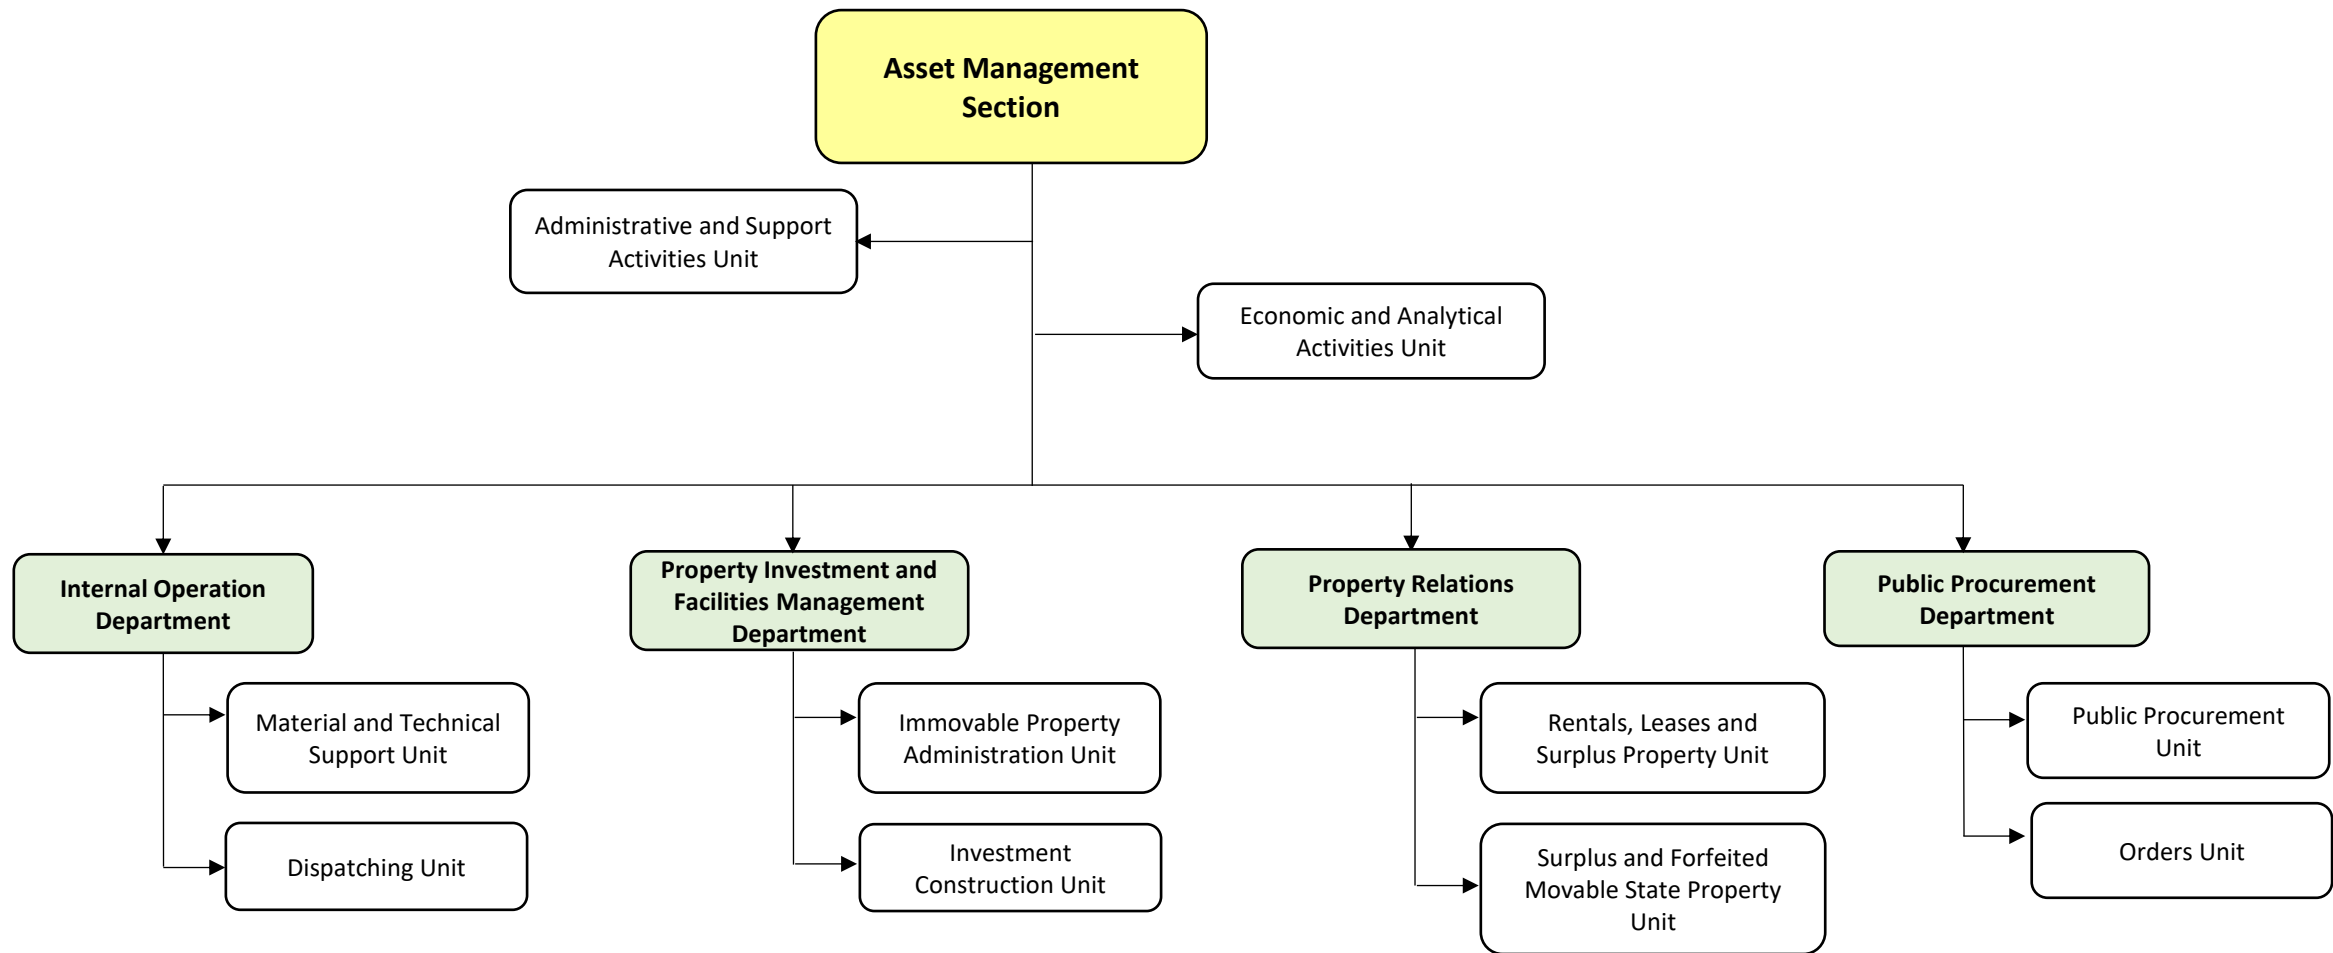 Asset Management
Section
Administrative and Support
Activities Unit
Economic and Analytical
Activities Unit
Internal Operation
Department
Property Investment and
Facilities Management
Department
Property Relations
Department
Public Procurement
Department
Material and Technical
Support Unit
Immovable Property
Administration Unit
Rentals, Leases and
Surplus Property Unit
Public Procurement
Unit
Dispatching Unit
Investment
Construction Unit
Surplus and Forfeited
Movable State Property
Unit
Orders Unit